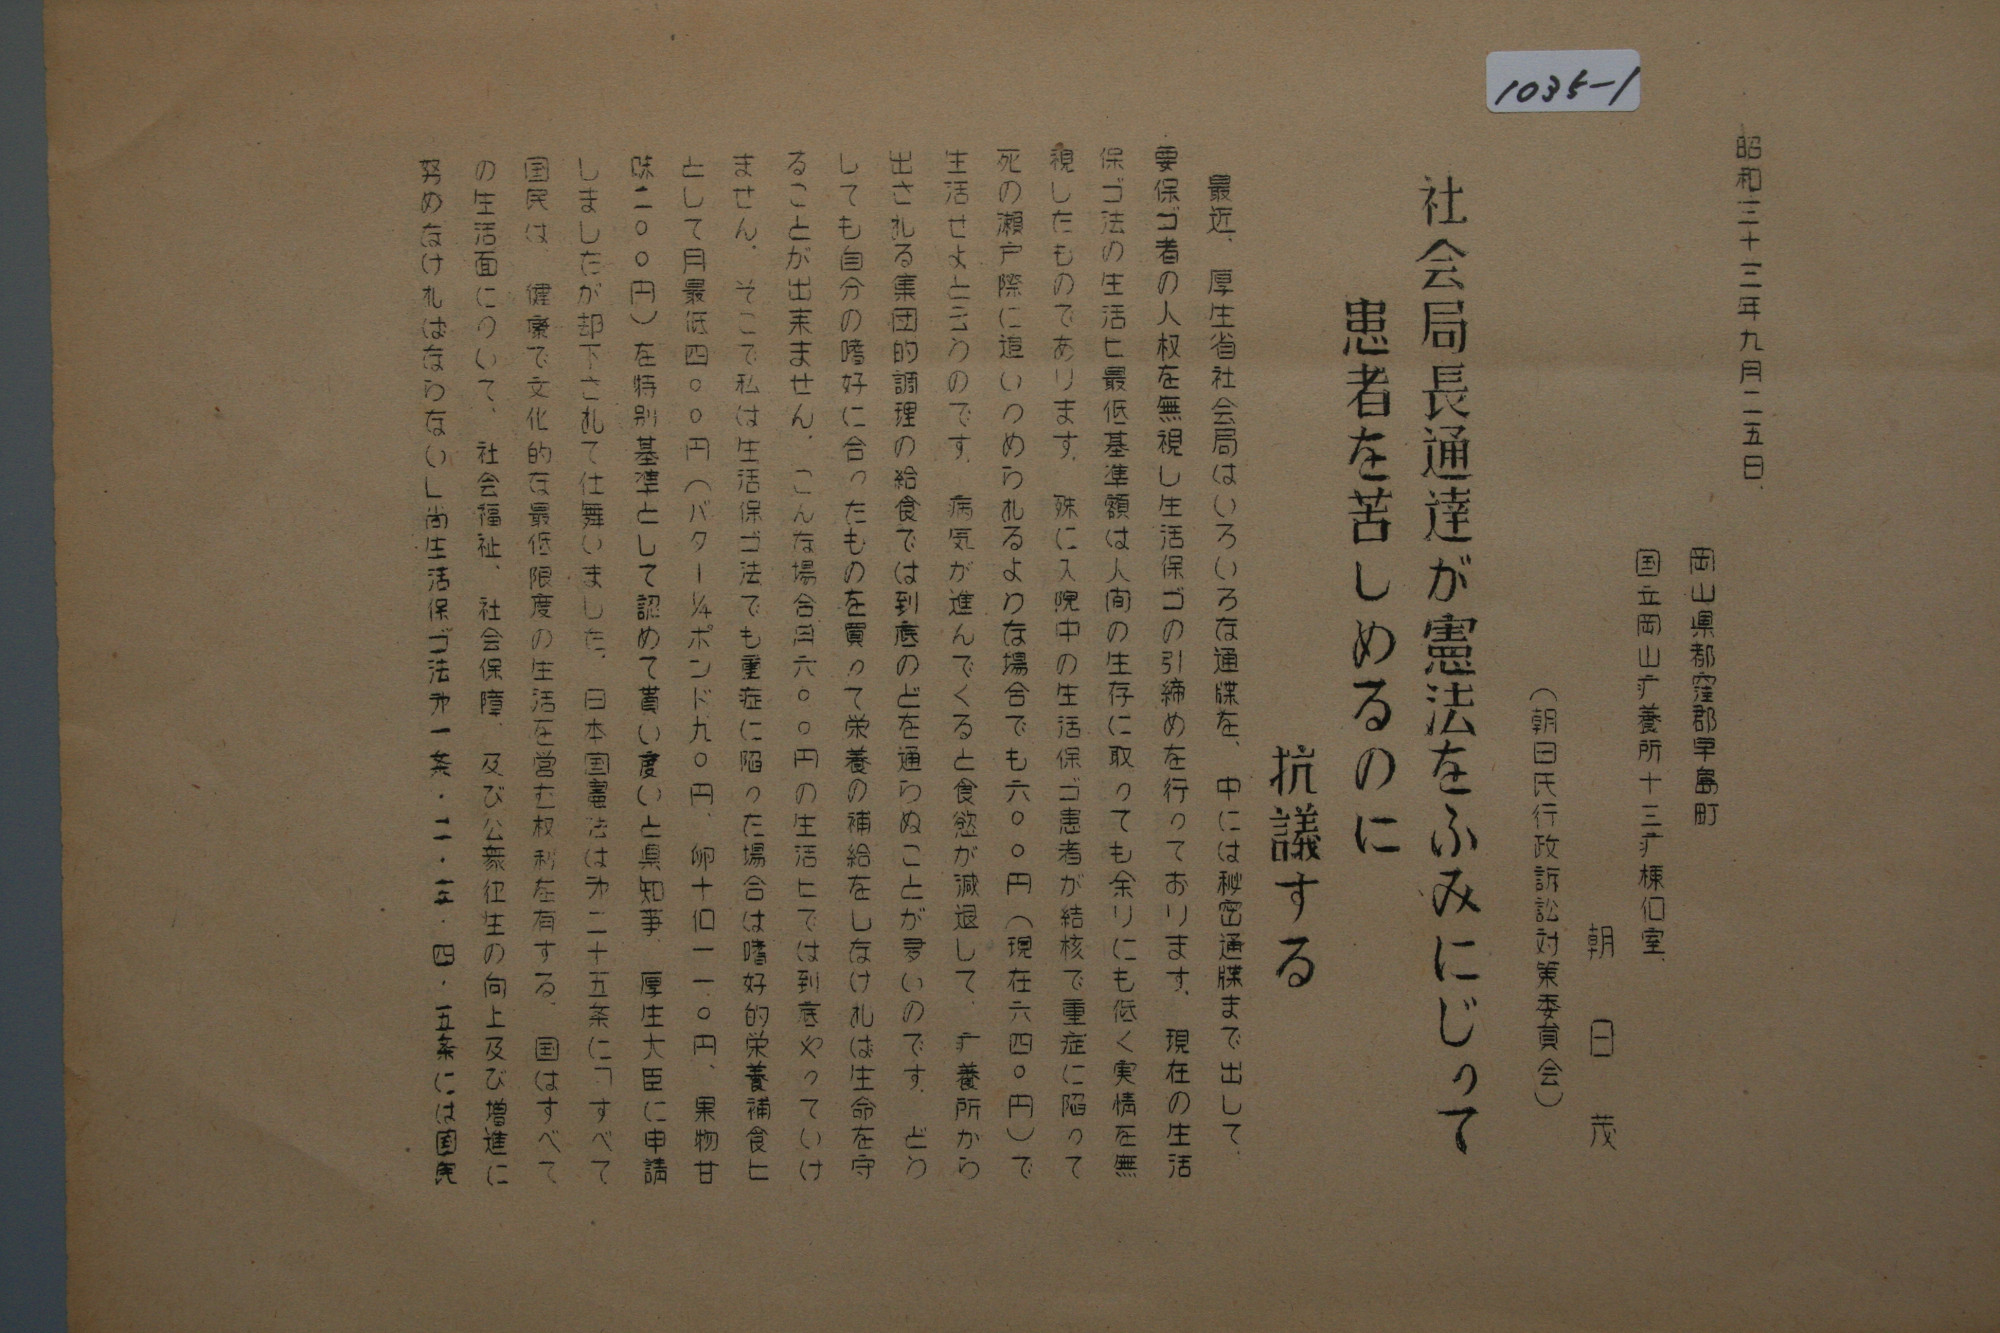 1035-1
昭和三十三年九月二五日、
岡山県都窪郡早島町
国立岡山疒養所十三疒棟旧室、
朝日茂
（朝日氏行政訴訟対策委員会）
社会局長通達が憲法をふみにじって
患者を苦しめるのに
抗議する
最近、厚生省社会局はいろいろな通牒を、中には秘密通牒まで出して、
要保ゴ者の人权を無視し生活保ゴの引締めを行っております。現在の生活
保ゴ法の生活ヒ最低基準額は人间の生存に取っても余りにも低く実情を無
視したものであります。殊に入院中の生活保ゴ患者が結核で重症に陥って
死の瀬戸際に追いつめられるような場合でも六００円（現在六四０円）で
生活せよと云うのです。病気が進んでくると食慾が減退して、疒養所から
出される集団的調理の給食では到底のどを通らぬことが多いのです。どう
しても自分の嗜好に合ったものを買って栄養の補給をしなければ生命を守
ることが出来ません。こんな場合月六００円の生活ヒでは到底やっていけ
ません。そこで私は生活保ゴ法でも重症に陥った場合は嗜好的栄養補食ヒ
として月最低四００円（バター¼ポンド九０円、卵十伹一一０円、果物甘
味二００円）を特別基準として認めて貰い度いと県知事、厚生大臣に申請
しましたが却下されて仕舞いました。日本国憲法は㐧二十五条に「すべて
国民は、健康で文化的な最低限度の生活を営む权利を有する。国はすべて
の生活面について、社会福祉、社会保障、及び公衆衛生の向上及び増進に
努めなければならない」尚生活保ゴ法㐧一条・二・三・四・五条には国民